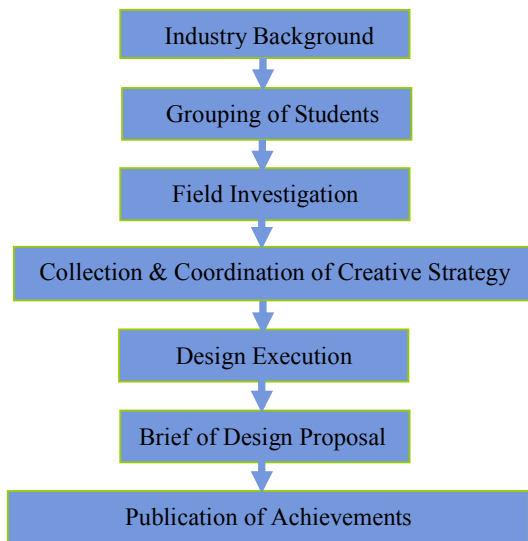 Industry Background
Grouping of Students
Field Investigation
Collection & Coordination of Creative Strategy
Design Execution
Brief of Design Proposal
Publication of Achievements